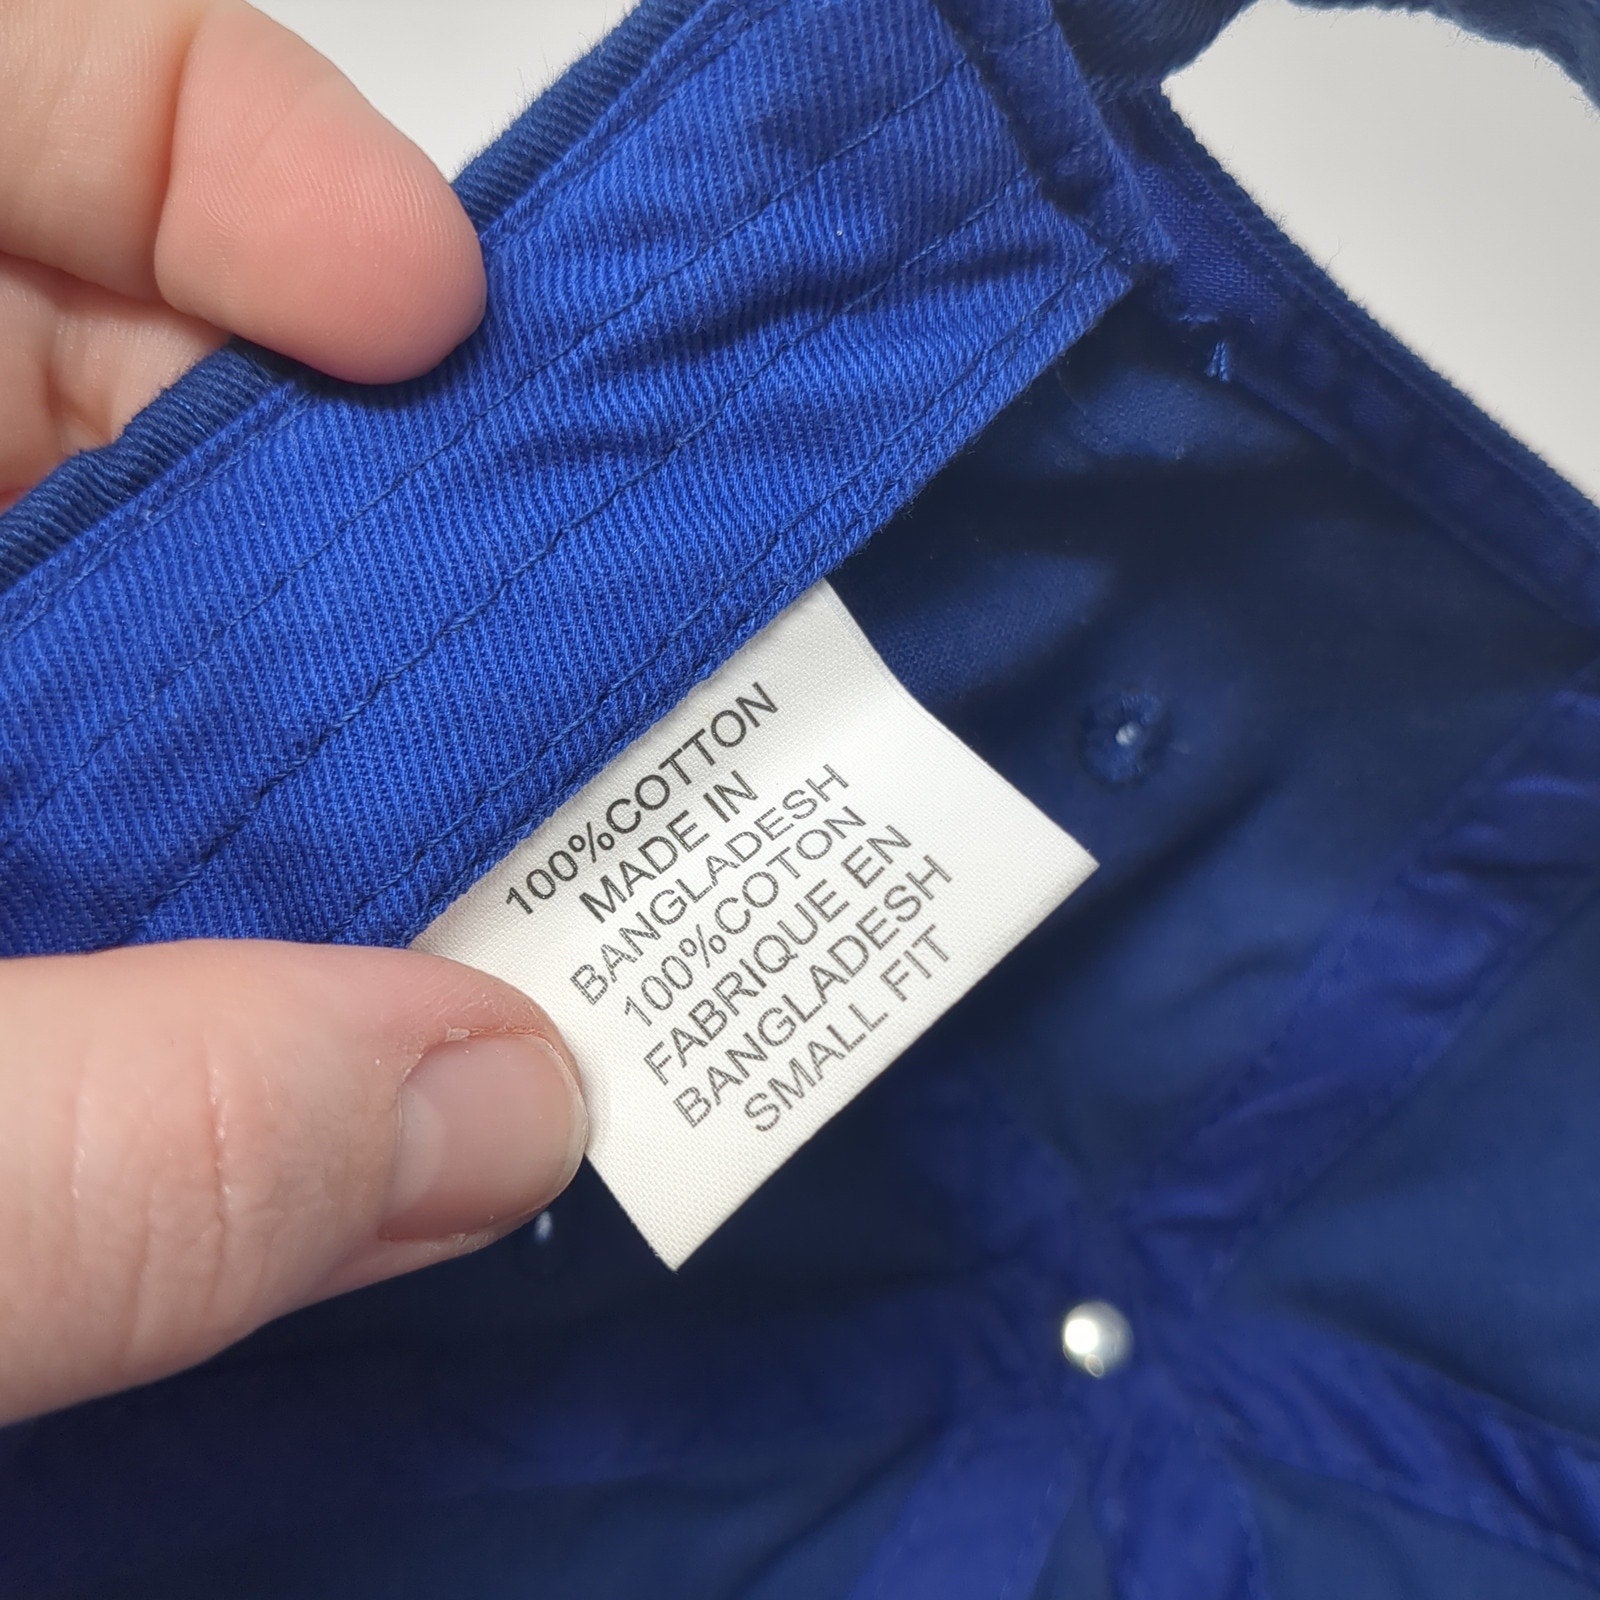 100%COTTON
MADE IN
BANGLADESH
100%COTON
FABRIQUE EN
BANGLADESH
SMALL FIT